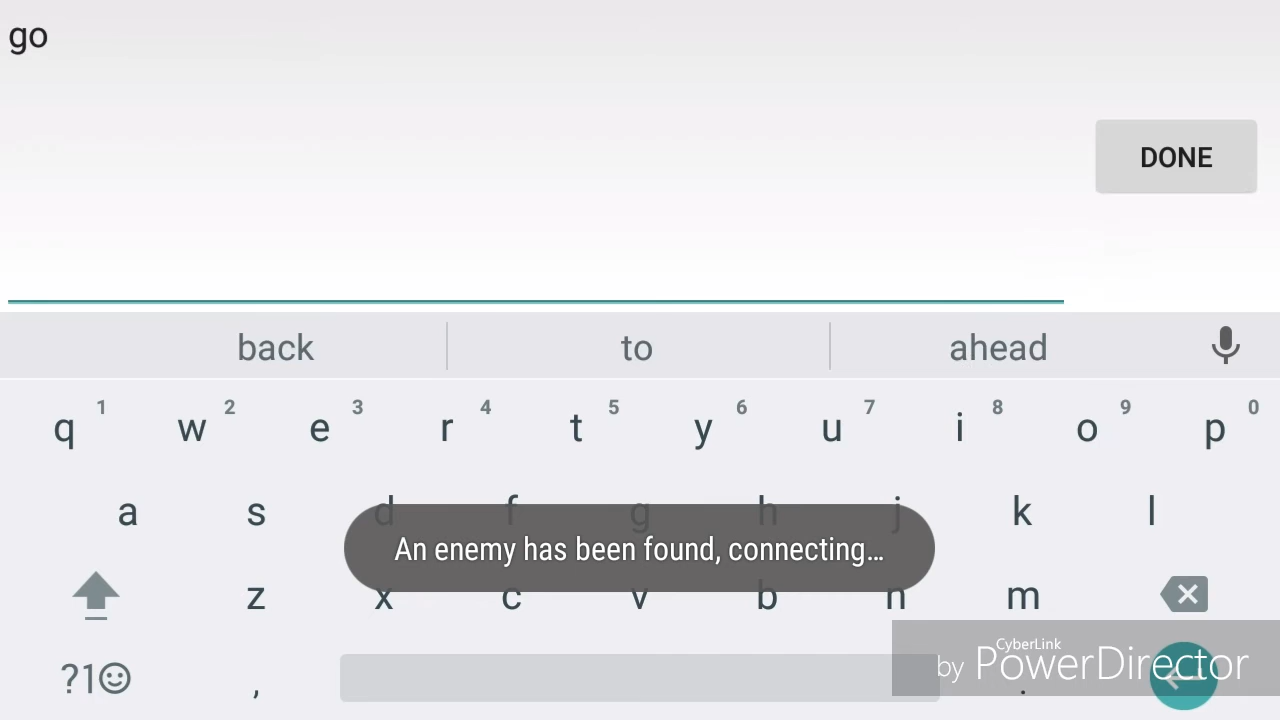 go
DONE
back to ahead
1 2 3 4 5 6 7 8 9 0
q w e r t y u i o p
a s d f g h j k l
An enemy has been found, connecting...
z x c v b n m
?1 , .
CyberLink
by PowerDirector